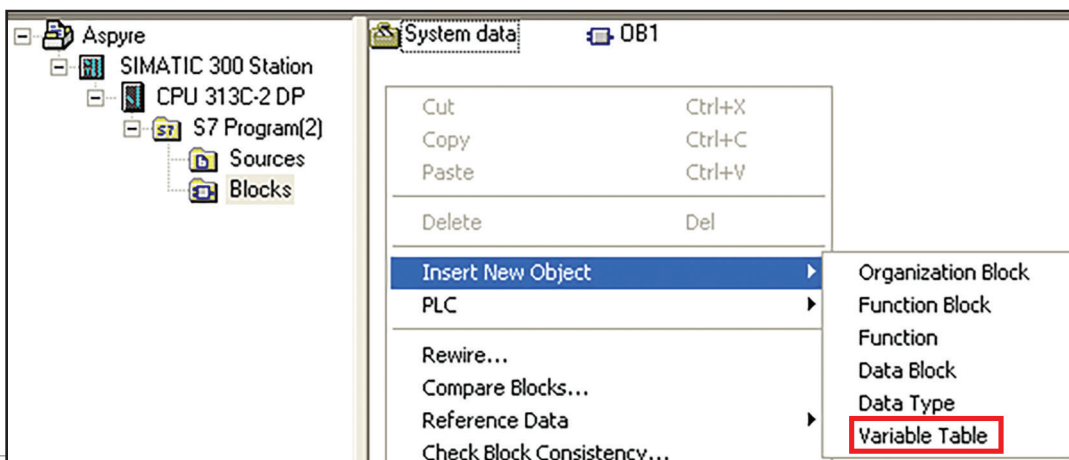 Aspyre
SIMATIC 300 Station
CPU 313C-2 DP
S7 Program(2)
Sources
Blocks
System data OB1
Cut Ctrl+X
Copy Ctrl+C
Paste Ctrl+V
Delete Del
Insert New Object
PLC
Rewire...
Compare Blocks...
Reference Data
Check Block Consistency...
Organization Block
Function Block
Function
Data Block
Data Type
Variable Table